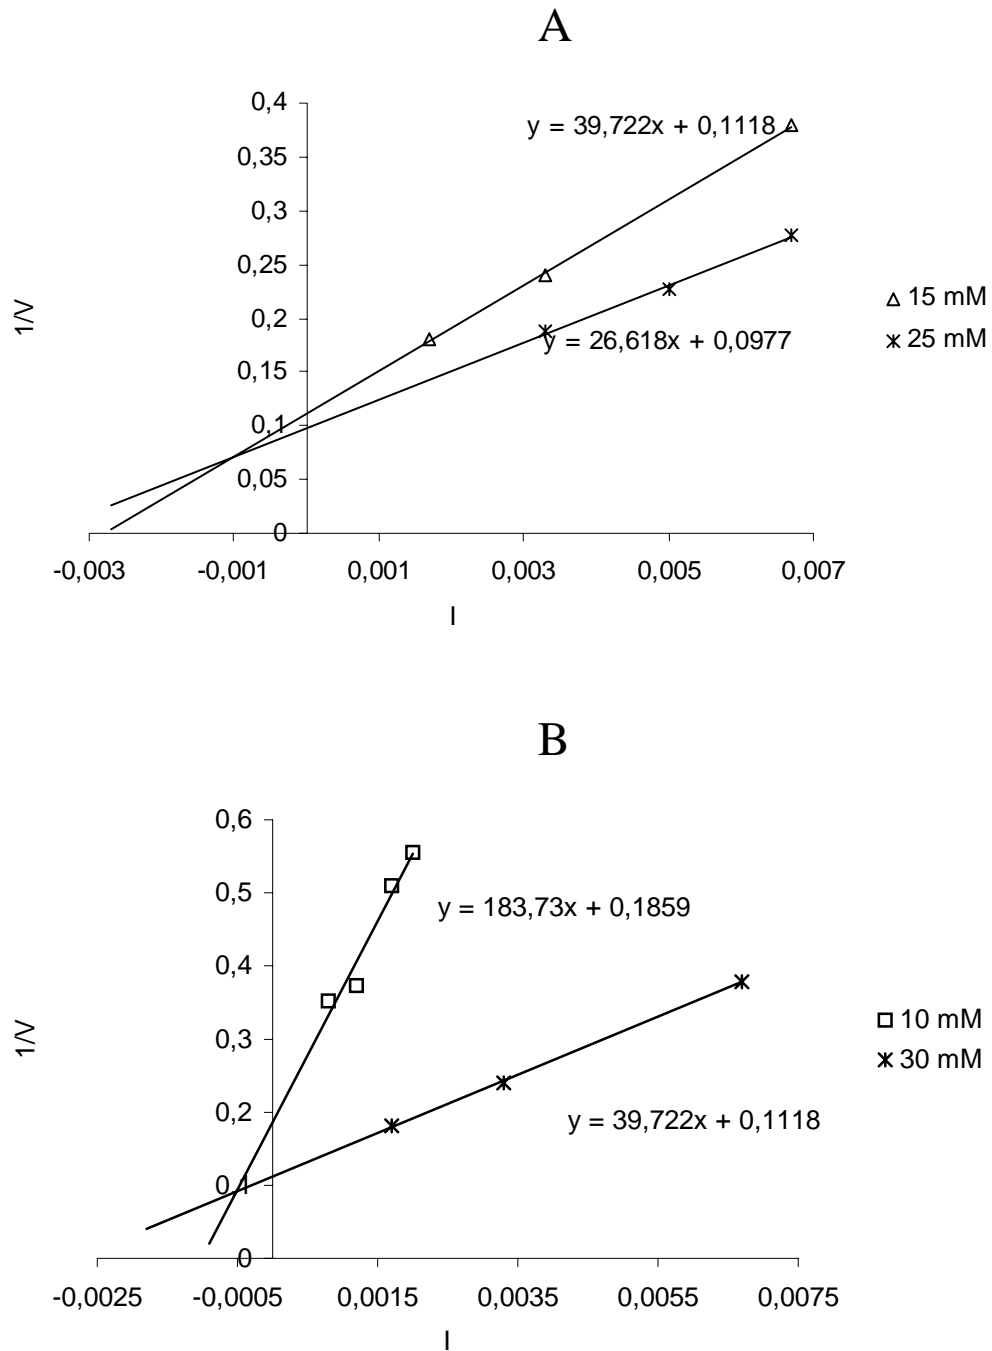 A
0,4
y = 39,722x + 0,1118
0,35
0,3
0,25
0,2
y = 26,618x + 0,0977
0,15
0,1
0,05
0
-0,003 -0,001 0,001 0,003 0,005 0,007
I
1/V
15 mM
25 mM
B
0,6
0,5
y = 183,73x + 0,1859
0,4
0,3
0,2
y = 39,722x + 0,1118
0,1
0
-0,0025 -0,0005 0,0015 0,0035 0,0055 0,0075
I
1/V
10 mM
30 mM